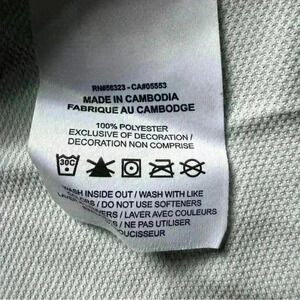 RN#56323 - CA#05553
MADE IN CAMBODIA
FABRIQUE AU CAMBODGE
100% POLYESTER
EXCLUSIVE OF DECORATION /
DECORATION NON COMPRISE
30C
WASH INSIDE OUT / WASH WITH LIKE
/ DO NOT USE SOFTENERS
/ LAVER AVEC COULEURS
/ NE PAS UTILISER